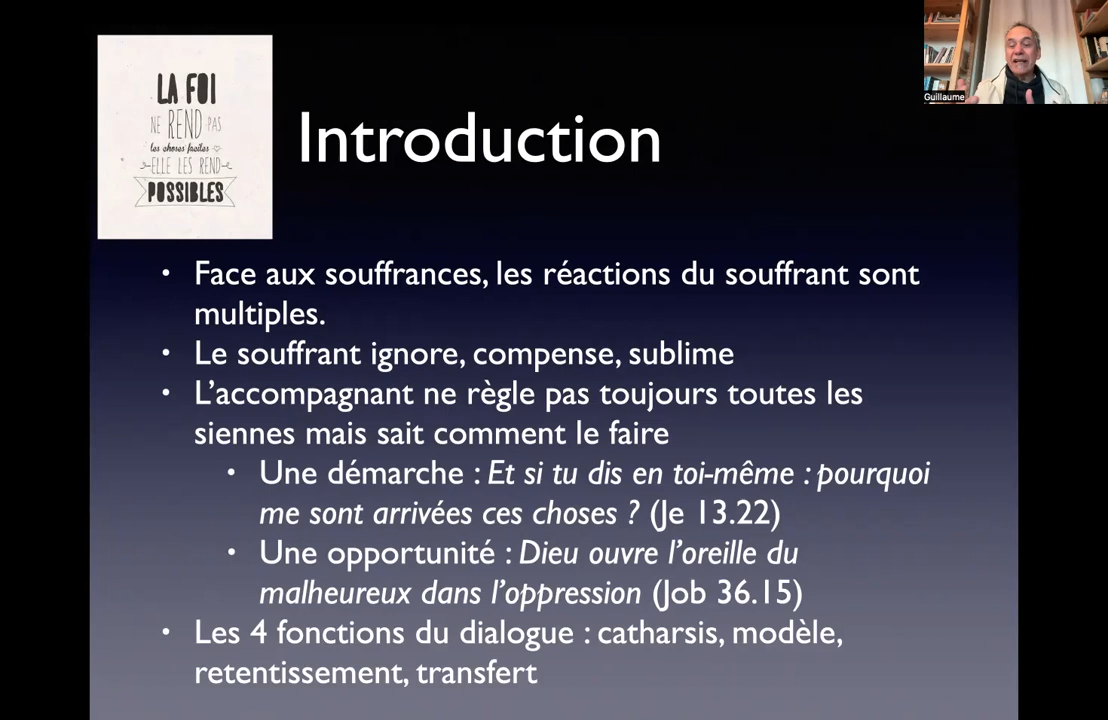 LA FOI
NE REND PAS
les choses faciles
ELLE LES REND
POSSIBLES
Introduction
Guillaume
• Face aux souffrances, les réactions du souffrant sont
multiples.
• Le souffrant ignore, compense, sublime
• L’accompagnant ne règle pas toujours toutes les
siennes mais sait comment le faire
• Une démarche : Et si tu dis en toi-même : pourquoi
me sont arrivées ces choses ? (Je 13.22)
• Une opportunité : Dieu ouvre l’oreille du
malheureux dans l’oppression (Job 36.15)
• Les 4 fonctions du dialogue : catharsis, modèle,
retentissement, transfert